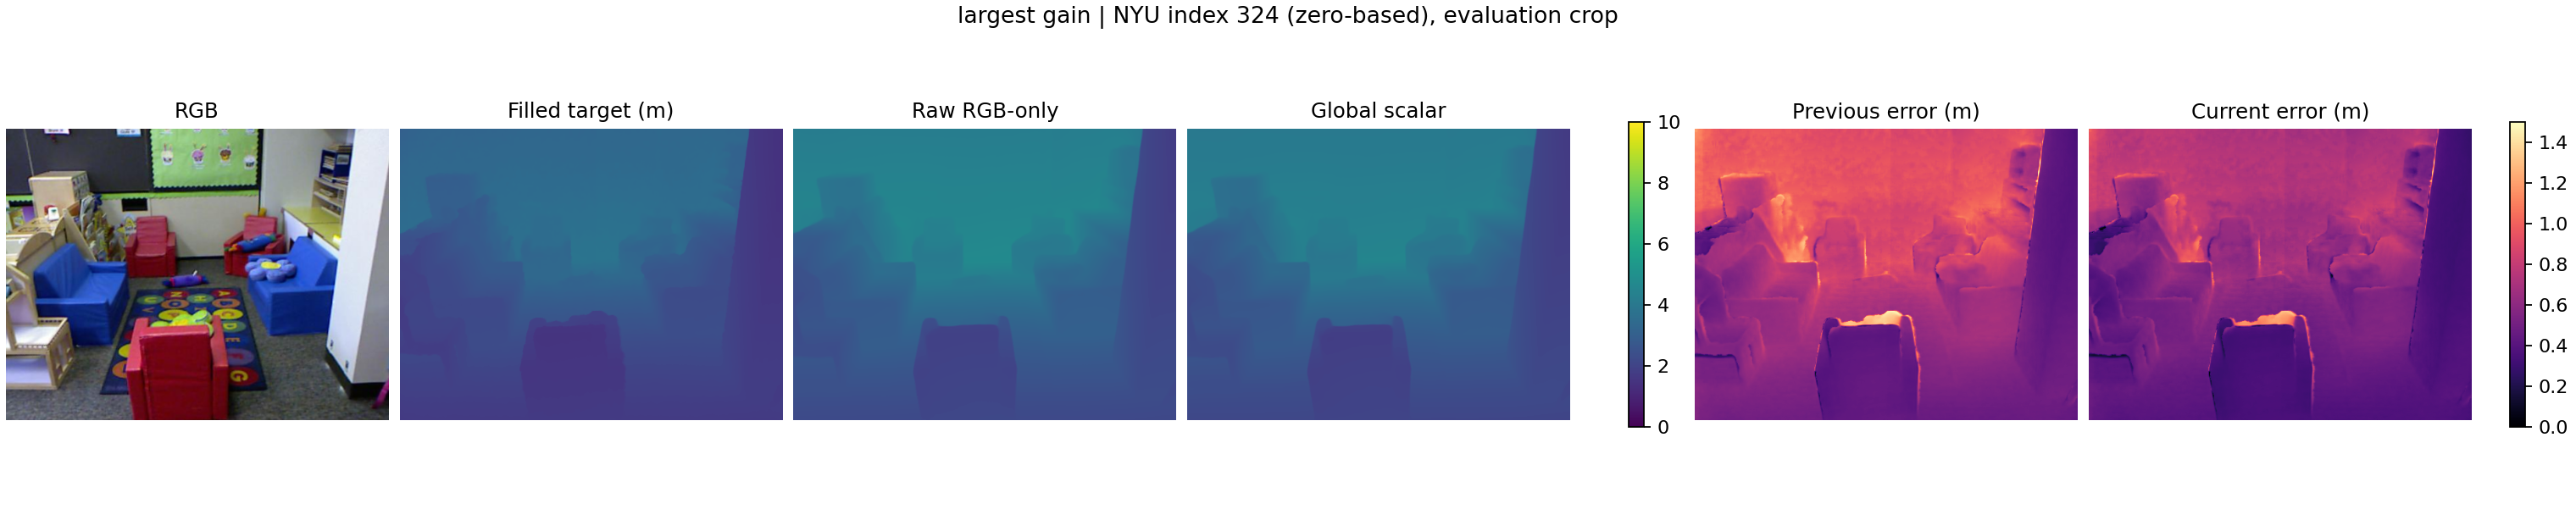 largest gain | NYU index 324 (zero-based), evaluation crop
RGB
Filled target (m)
Raw RGB-only
Global scalar
Previous error (m)
Current error (m)
10
8
6
4
2
0
1.4
1.2
1.0
0.8
0.6
0.4
0.2
0.0